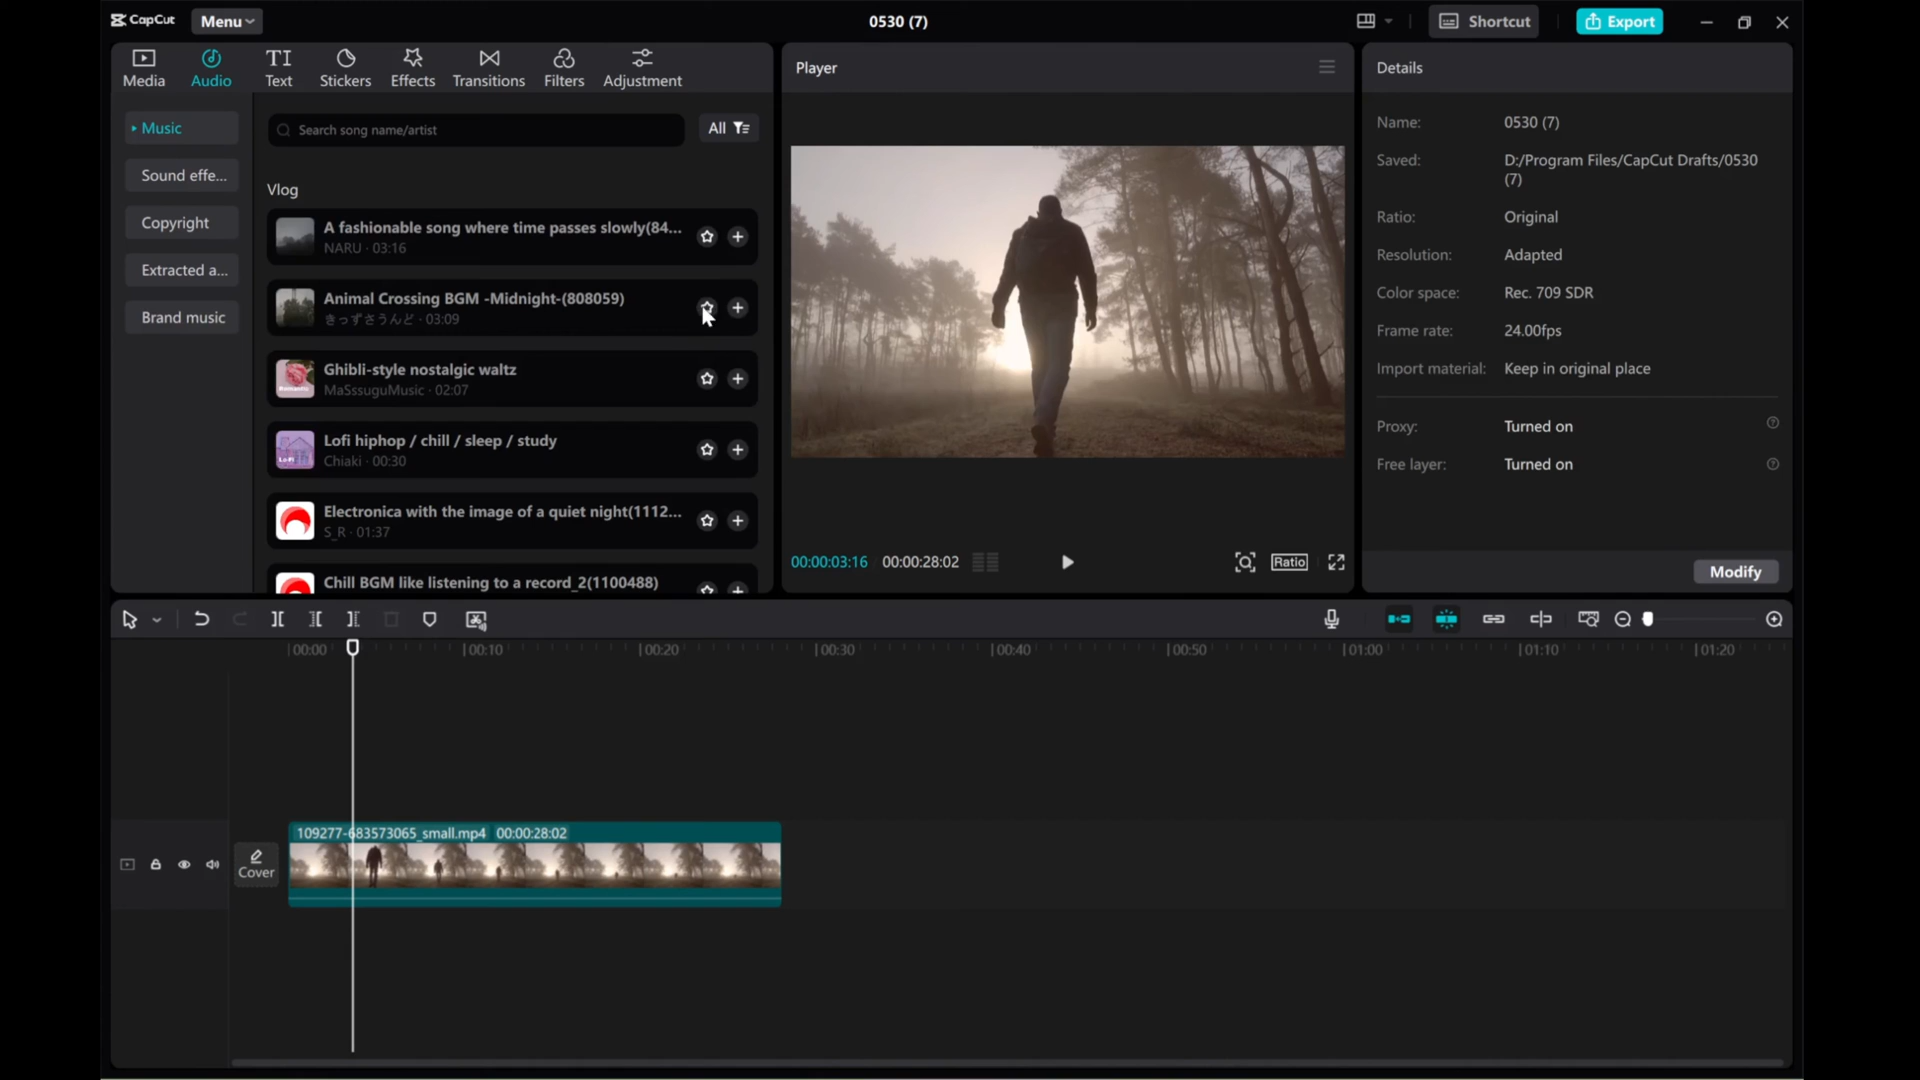 CapCut
Menu
0530 (7)
Shortcut
Export
Media
Audio
Text
Stickers
Effects
Transitions
Filters
Adjustment
Music
Sound effe...
Copyright
Extracted a...
Brand music
Search song name/artist
All
Vlog
A fashionable song where time passes slowly(84...
NARU · 03:16
Animal Crossing BGM -Midnight-(808059)
きっずさうんど · 03:09
Ghibli-style nostalgic waltz
MaSssuguMusic · 02:07
Lofi hiphop / chill / sleep / study
Chiaki · 00:30
Electronica with the image of a quiet night(1112...
S_R · 01:37
Chill BGM like listening to a record_2(1100488)
Player
00:00:03:16
00:00:28:02
Ratio
Details
Name: 0530 (7)
Saved: D:/Program Files/CapCut Drafts/0530
(7)
Ratio: Original
Resolution: Adapted
Color space: Rec. 709 SDR
Frame rate: 24.00fps
Import material: Keep in original place
Proxy: Turned on
Free layer: Turned on
Modify
00:00 00:10 00:20 00:30 00:40 00:50 01:00 01:10 01:20
109277-683573065_small.mp4 00:00:28:02
Cover